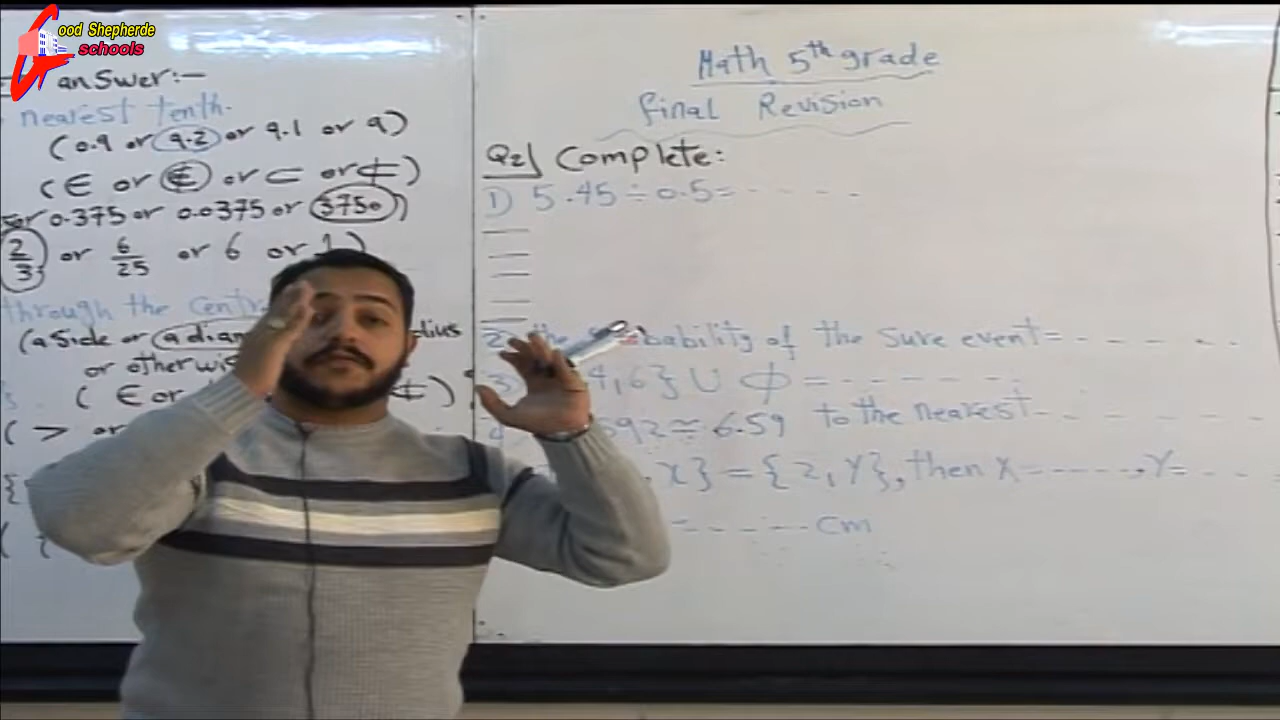 Good Shepherde
schools
answer:-
nearest tenth.
(0.9 or 9.2 or 9.1 or 9)
(∈ or ∉ or ⊂ or ⊄)
or 0.375 or 0.0375 or 3750)
2/3 or 6/25 or 6 or 1)
through the centre
(a side or a diam
or otherwis
(∈ or
( > or
Math 5th grade
final Revision
Q2) Complete:
1) 5.45 ÷ 0.5 = - - - -
2) the bability of the sure event = - - - - -
3) 4,6} ∪ ∅ = - - - - - -
592 ≃ 6.59 to the nearest - - - - -
, X} = {2, Y}, then X = - - - - -, Y = - - -
= - - - - - - cm